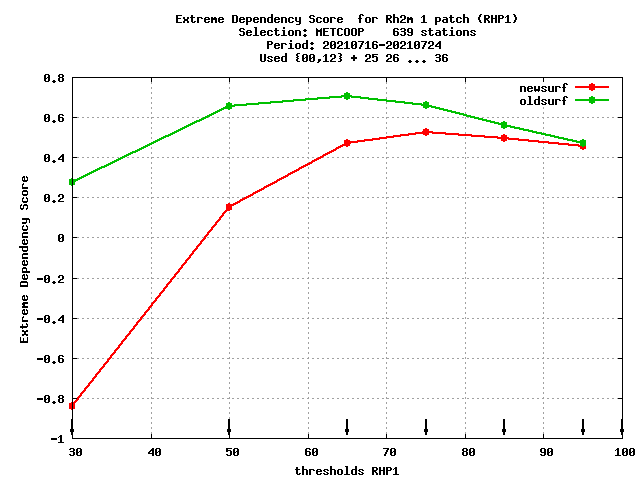 Extreme Dependency Score  for Rh2m 1 patch (RHP1)
Selection: METCOOP    639 stations
Period: 20210716-20210724
Used {00,12} + 25 26 ... 36
newsurf
oldsurf
0.8
0.6
0.4
0.2
0
-0.2
-0.4
-0.6
-0.8
-1
Extreme Dependency Score
30 40 50 60 70 80 90 100
thresholds RHP1